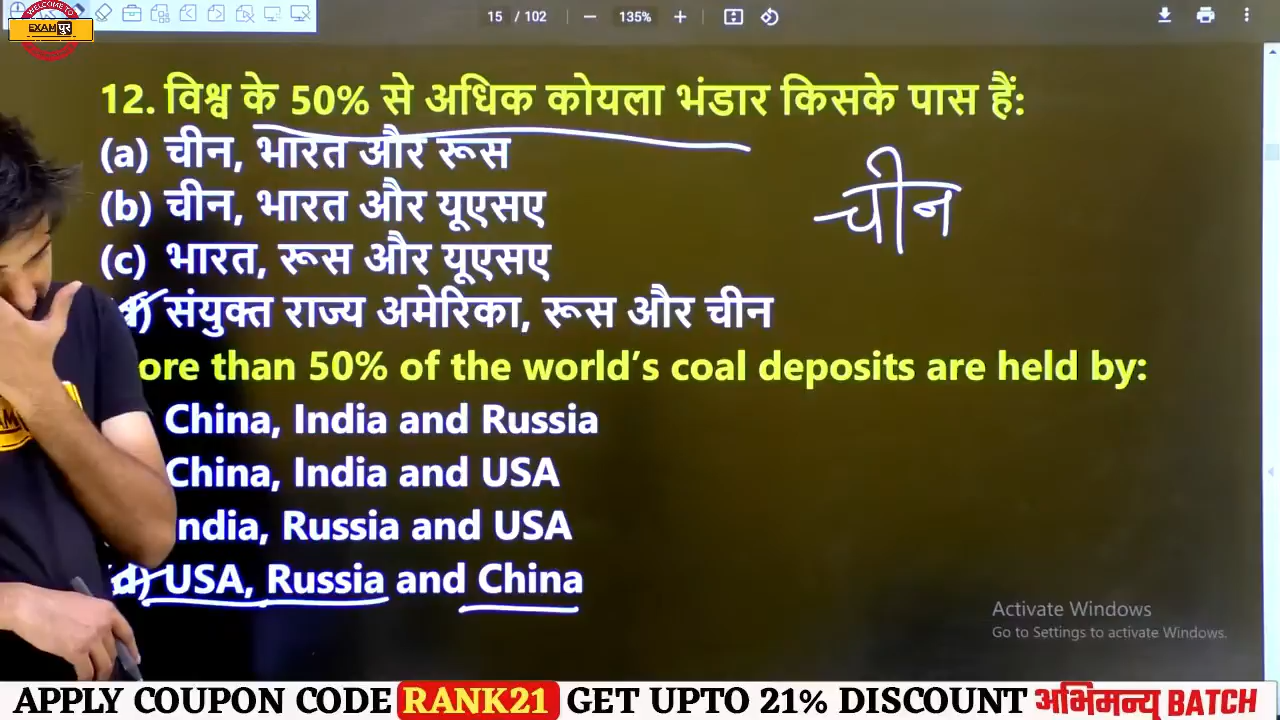 15 / 102
135%
WELCOME TO
EXAMपुर
12. विश्व के 50% से अधिक कोयला भंडार किसके पास हैं:
(a) चीन, भारत और रूस
(b) चीन, भारत और यूएसए
(c) भारत, रूस और यूएसए
संयुक्त राज्य अमेरिका, रूस और चीन
चीन
ore than 50% of the world's coal deposits are held by:
China, India and Russia
China, India and USA
ndia, Russia and USA
(d) USA, Russia and China
Activate Windows
Go to Settings to activate Windows.
APPLY COUPON CODE RANK21 GET UPTO 21% DISCOUNT अभिमन्यु BATCH